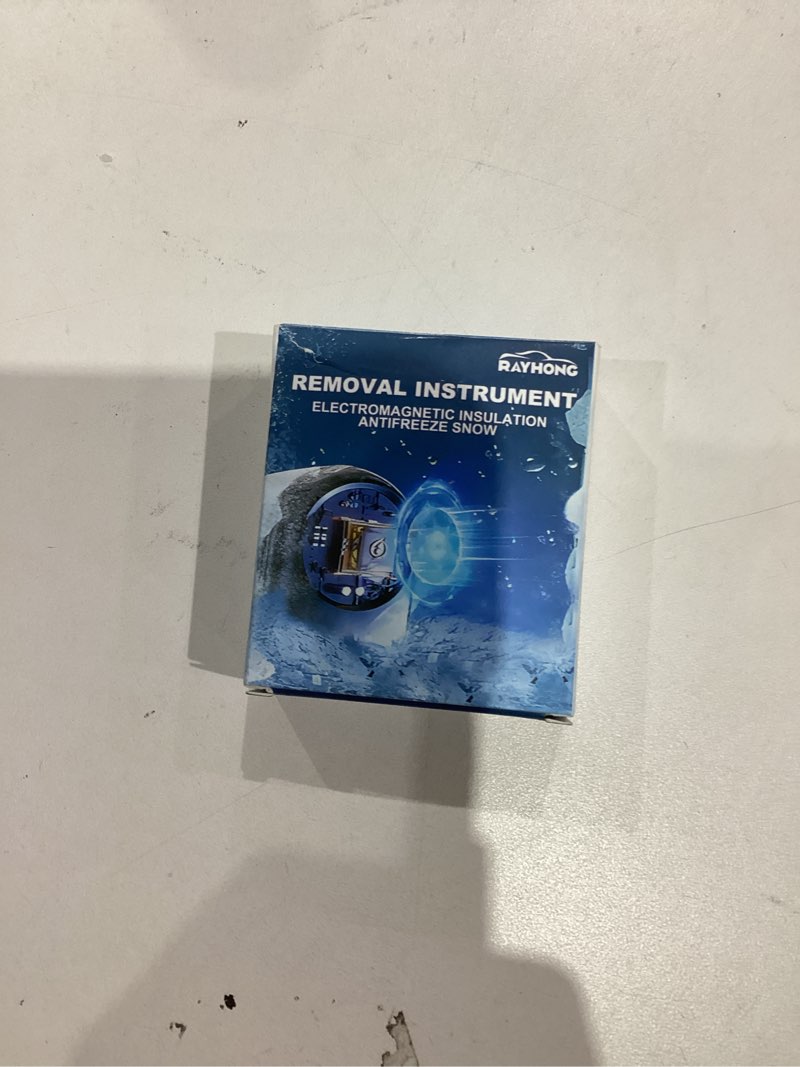 RAYHONG
REMOVAL INSTRUMENT
ELECTROMAGNETIC INSULATION
ANTIFREEZE SNOW